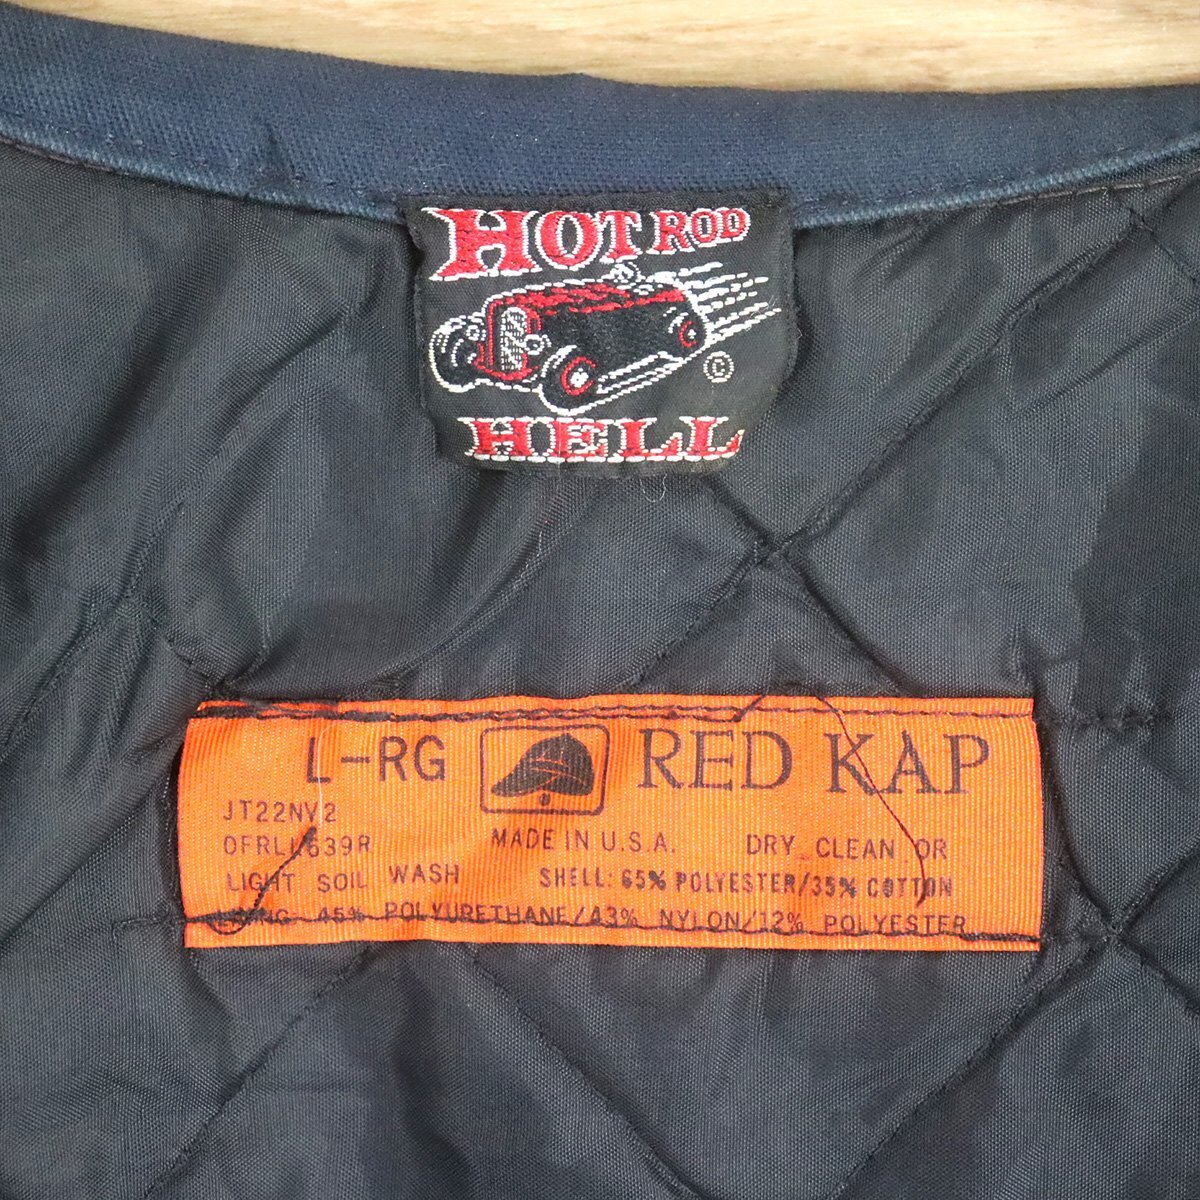 HOT ROD
©
HELL
L-RG RED KAP
JT22NV2
MADE IN U.S.A. DRY CLEAN OR
LIGHT SOIL WASH SHELL: 65% POLYESTER/35% COTTON
45% POLYURETHANE/43% NYLON/12% POLYESTER